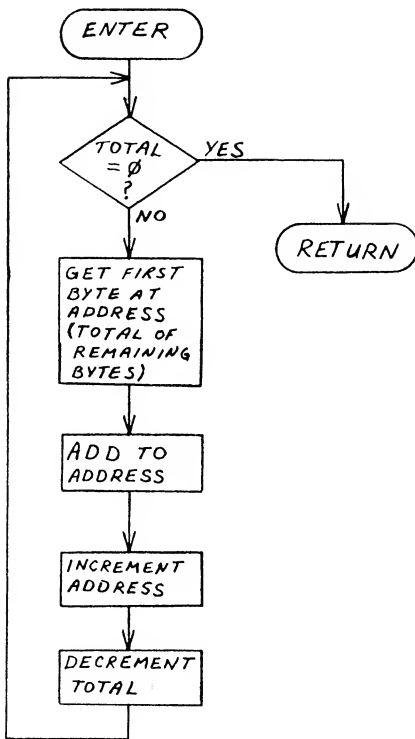 ENTER
TOTAL
= Ø
?
YES
NO
RETURN
GET FIRST
BYTE AT
ADDRESS
(TOTAL OF
REMAINING
BYTES)
ADD TO
ADDRESS
INCREMENT
ADDRESS
DECREMENT
TOTAL